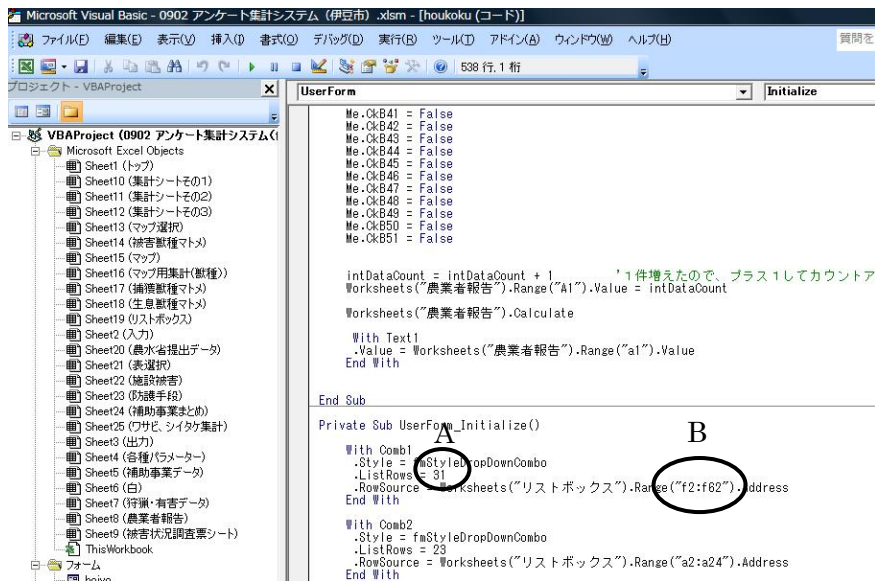 Microsoft Visual Basic - 0902 アンケート集計システム（伊豆市）.xlsm - [houkoku (コード)]
ファイル(F) 編集(E) 表示(V) 挿入(I) 書式(O) デバッグ(D) 実行(R) ツール(T) アドイン(A) ウィンドウ(W) ヘルプ(H) 質問を
538 行, 1 桁
プロジェクト - VBAProject
UserForm Initialize
VBAProject (0902 アンケート集計システム(
Microsoft Excel Objects
Sheet1 (トップ)
Sheet10 (集計シートその1)
Sheet11 (集計シートその2)
Sheet12 (集計シートその3)
Sheet13 (マップ選択)
Sheet14 (被害獣種マトメ)
Sheet15 (マップ)
Sheet16 (マップ用集計(獣種))
Sheet17 (捕獲獣種マトメ)
Sheet18 (生息獣種マトメ)
Sheet19 (リストボックス)
Sheet2 (入力)
Sheet20 (農水省提出データ)
Sheet21 (表選択)
Sheet22 (施設被害)
Sheet23 (防護手段)
Sheet24 (補助事業まとめ)
Sheet25 (ワサビ、シイタケ集計)
Sheet3 (出力)
Sheet4 (各種パラメーター)
Sheet5 (補助事業データ)
Sheet6 (白)
Sheet7 (狩猟・有害データ)
Sheet8 (農業者報告)
Sheet9 (被害状況調査票シート)
ThisWorkbook
フォーム
Me.CkB41 = False
Me.CkB42 = False
Me.CkB43 = False
Me.CkB44 = False
Me.CkB45 = False
Me.CkB46 = False
Me.CkB47 = False
Me.CkB48 = False
Me.CkB49 = False
Me.CkB50 = False
Me.CkB51 = False
intDataCount = intDataCount + 1 '１件増えたので、プラス１してカウントア
Worksheets("農業者報告").Range("A1").Value = intDataCount
Worksheets("農業者報告").Calculate
With Text1
.Value = Worksheets("農業者報告").Range("a1").Value
End With
End Sub
Private Sub UserForm_Initialize()
A B
With Comb1
.Style = fmStyleDropDownCombo
.ListRows = 31
.RowSource = Worksheets("リストボックス").Range("f2:f62").Address
End With
With Comb2
.Style = fmStyleDropDownCombo
.ListRows = 23
.RowSource = Worksheets("リストボックス").Range("a2:a24").Address
End With